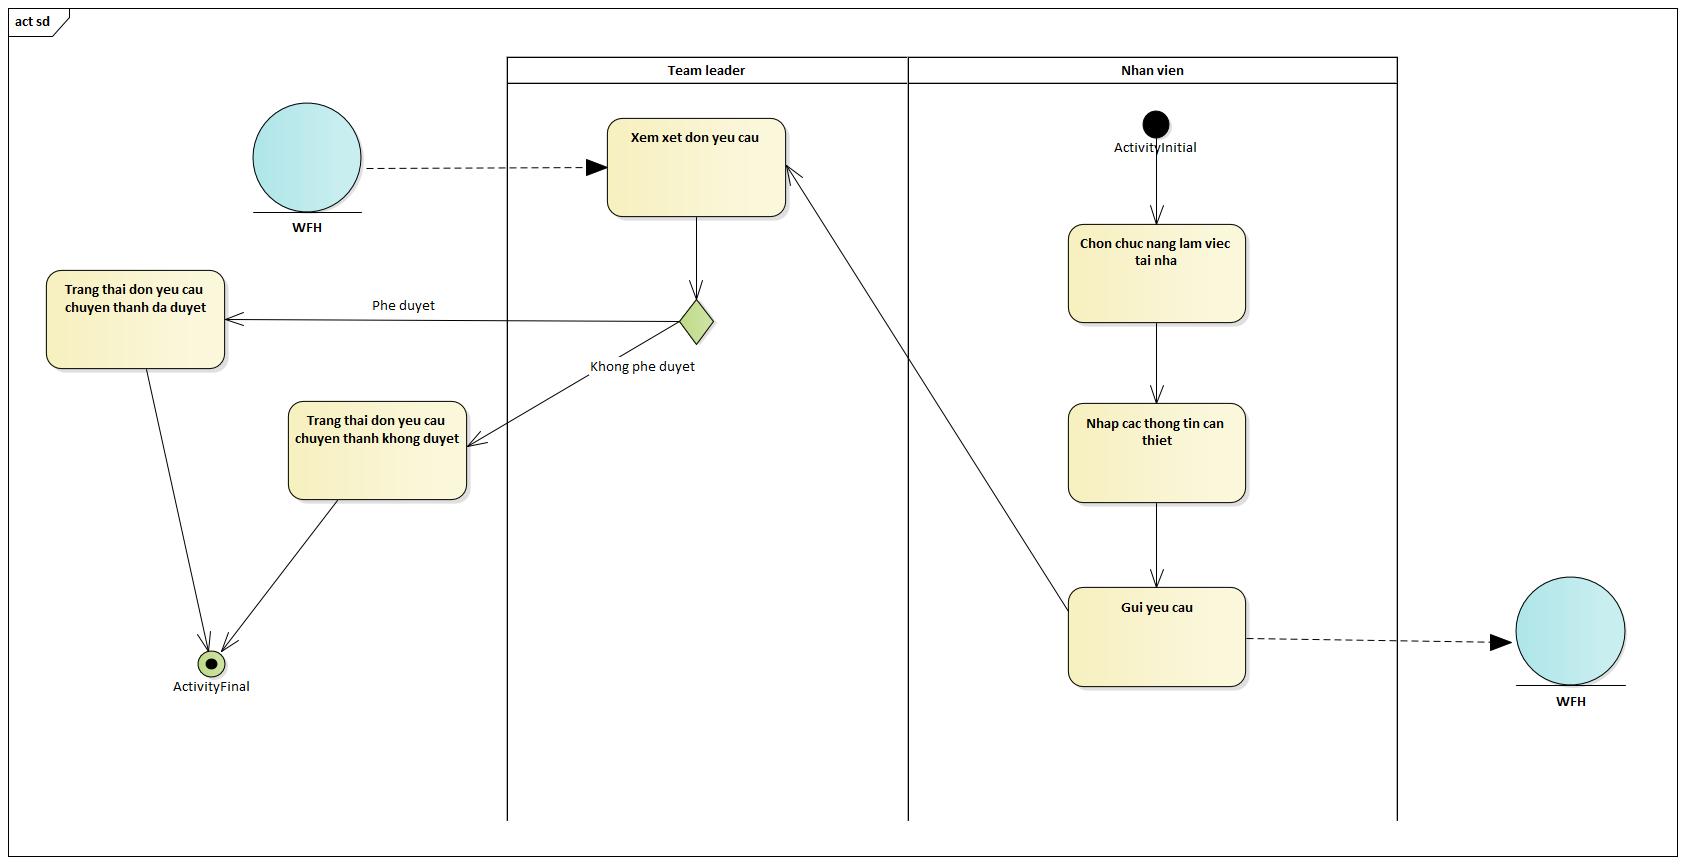 act sd
Team leader
Nhan vien
ActivityInitial
Xem xet don yeu cau
WFH
Chon chuc nang lam viec
tai nha
Trang thai don yeu cau
chuyen thanh da duyet
Phe duyet
Khong phe duyet
Trang thai don yeu cau
chuyen thanh khong duyet
Nhap cac thong tin can
thiet
Gui yeu cau
ActivityFinal
WFH